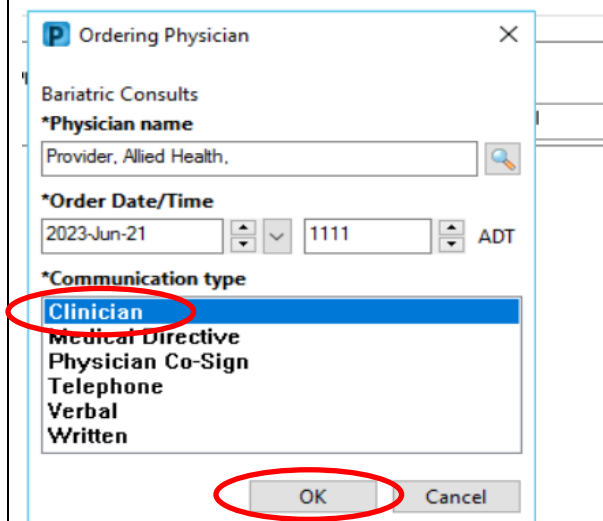 P Ordering Physician
Bariatric Consults
*Physician name
Provider, Allied Health,
*Order Date/Time
2023-Jun-21 1111 ADT
*Communication type
Clinician
Medical Directive
Physician Co-Sign
Telephone
Verbal
Written
OK Cancel